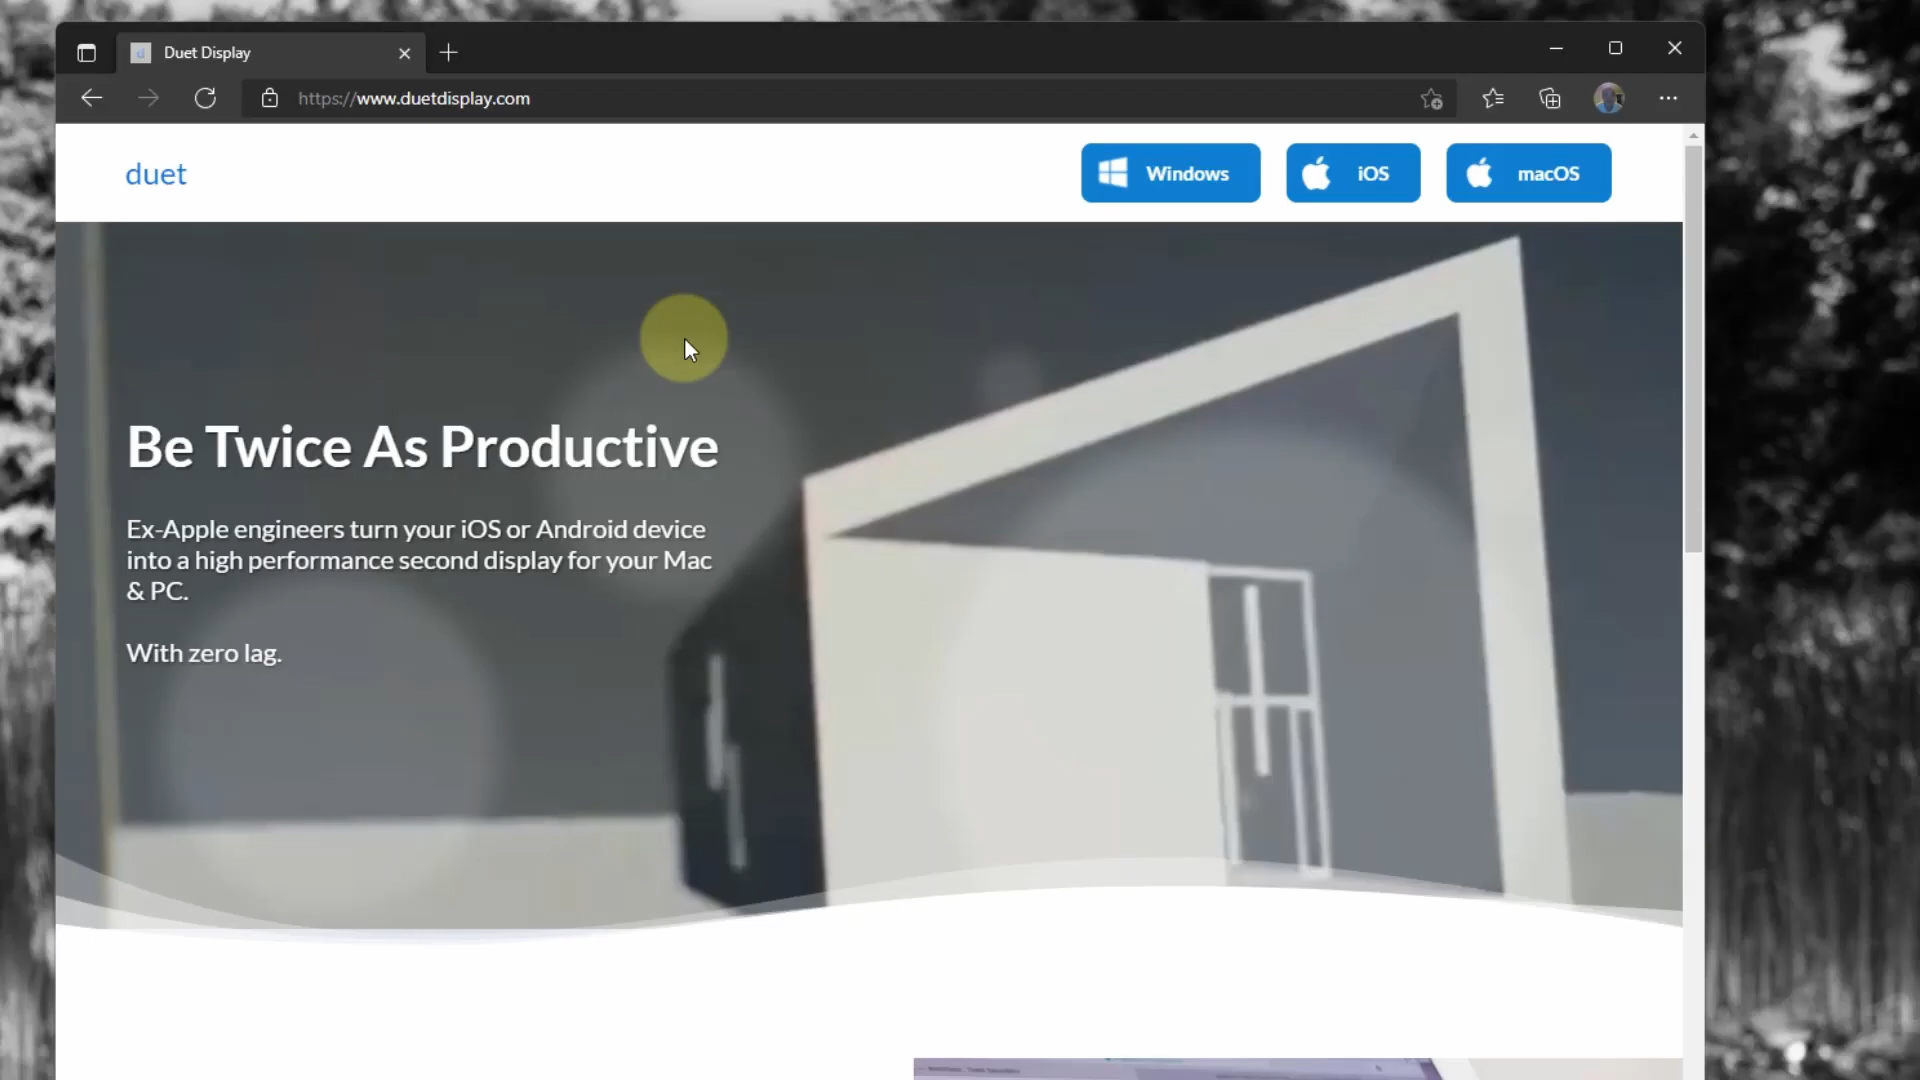 Duet Display
https://www.duetdisplay.com
duet
Windows
iOS
macOS
Be Twice As Productive
Ex-Apple engineers turn your iOS or Android device
into a high performance second display for your Mac
& PC.
With zero lag.